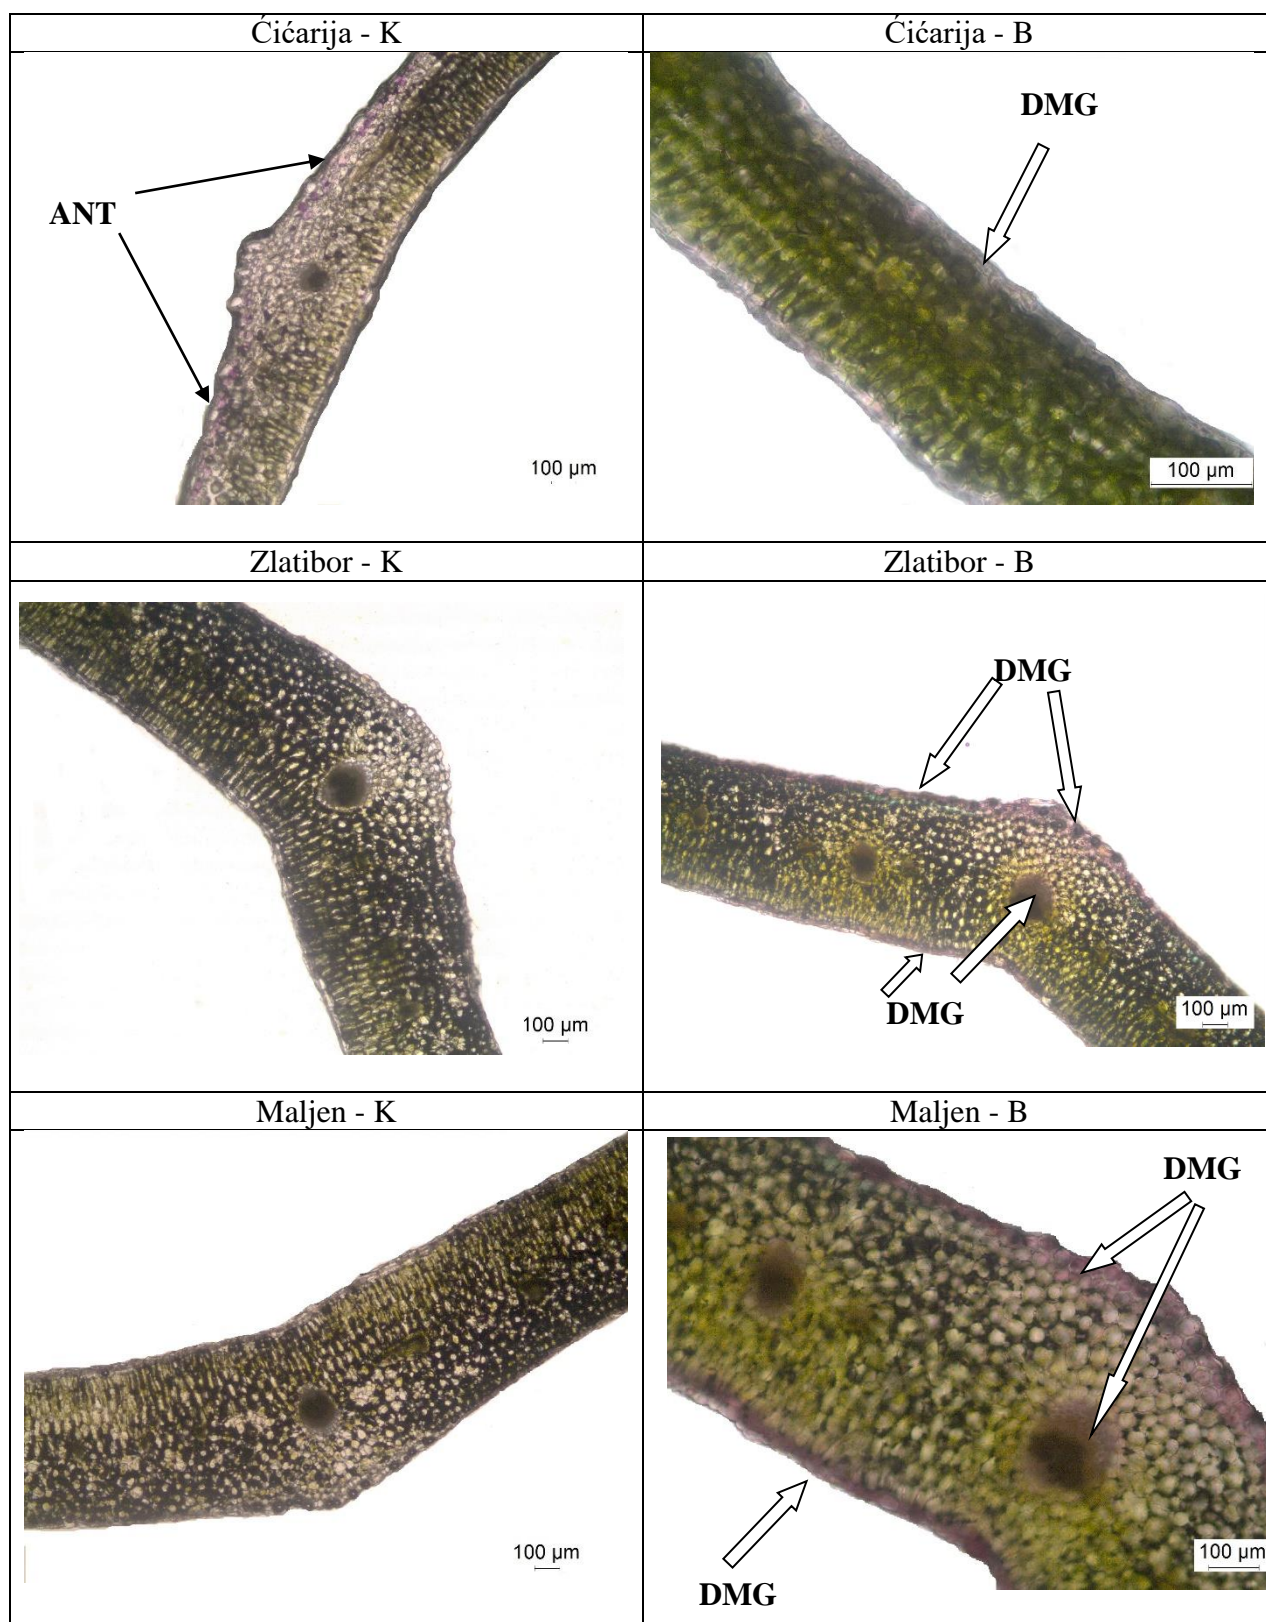 Ćićarija - K
Ćićarija - B
ANT
100 µm
DMG
100 µm
Zlatibor - K
Zlatibor - B
100 µm
DMG
DMG
100 µm
Maljen - K
Maljen - B
100 µm
DMG
DMG
100 µm